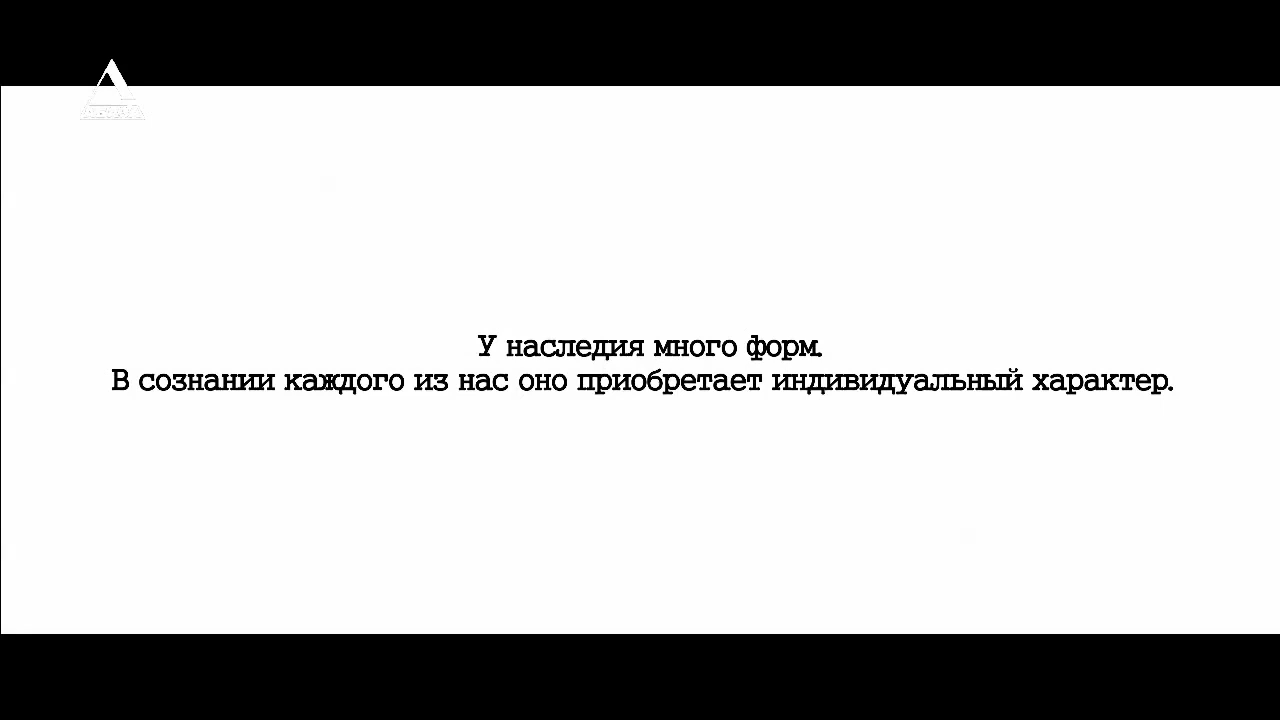 У наследия много форм.
В сознании каждого из нас оно приобретает индивидуальный характер.